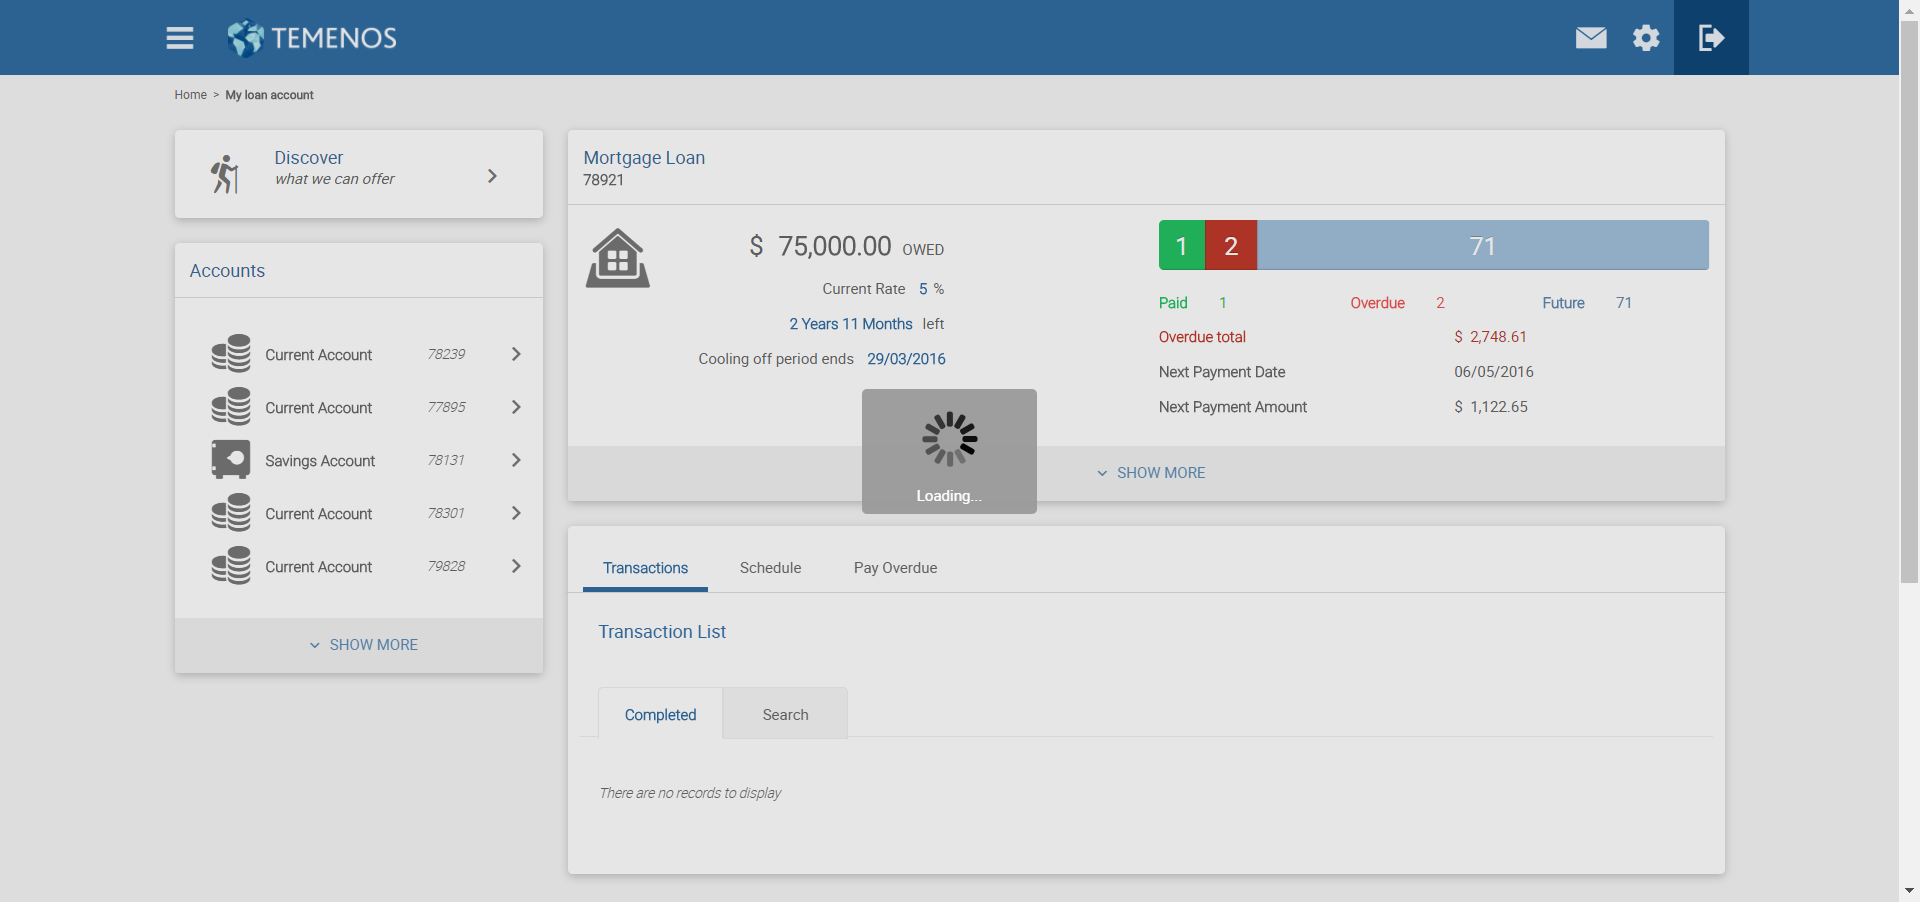 TEMENOS
Home > My loan account
Discover
what we can offer
Accounts
Current Account 78239
Current Account 77895
Savings Account 78131
Current Account 78301
Current Account 79828
SHOW MORE
Mortgage Loan
78921
$ 75,000.00 OWED
Current Rate 5 %
2 Years 11 Months left
Cooling off period ends 29/03/2016
1 2 71
Paid 1 Overdue 2 Future 71
Overdue total $ 2,748.61
Next Payment Date 06/05/2016
Next Payment Amount $ 1,122.65
SHOW MORE
Loading...
Transactions Schedule Pay Overdue
Transaction List
Completed Search
There are no records to display